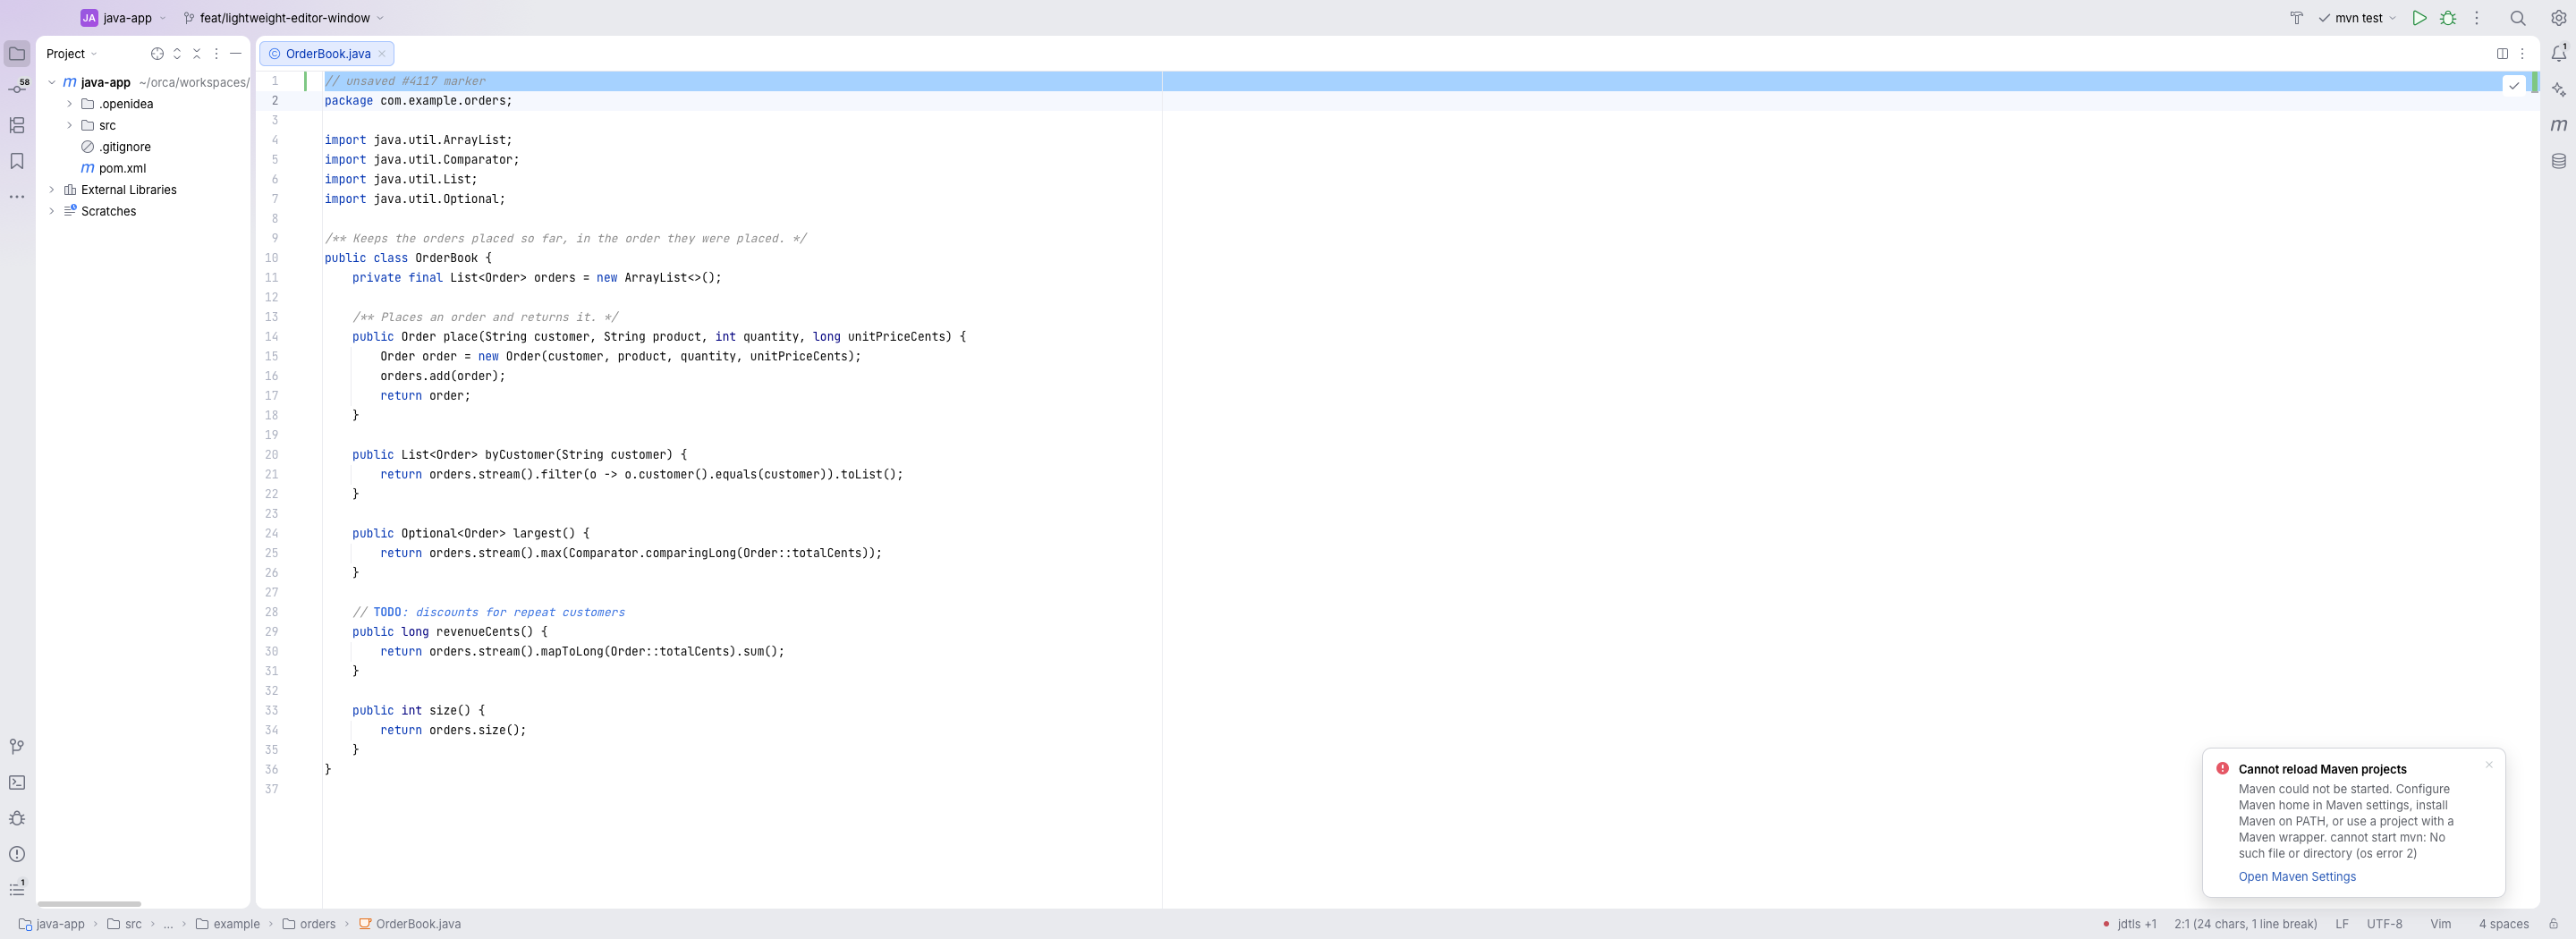 JA java-app feat/lightweight-editor-window mvn test
Project
OrderBook.java
58
1
java-app ~/orca/workspaces/
.openidea
src
.gitignore
m pom.xml
External Libraries
Scratches
1 // unsaved #4117 marker
2 package com.example.orders;
3
4 import java.util.ArrayList;
5 import java.util.Comparator;
6 import java.util.List;
7 import java.util.Optional;
8
9 /** Keeps the orders placed so far, in the order they were placed. */
10 public class OrderBook {
11 private final List<Order> orders = new ArrayList<>();
12
13 /** Places an order and returns it. */
14 public Order place(String customer, String product, int quantity, long unitPriceCents) {
15 Order order = new Order(customer, product, quantity, unitPriceCents);
16 orders.add(order);
17 return order;
18 }
19
20 public List<Order> byCustomer(String customer) {
21 return orders.stream().filter(o -> o.customer().equals(customer)).toList();
22 }
23
24 public Optional<Order> largest() {
25 return orders.stream().max(Comparator.comparingLong(Order::totalCents));
26 }
27
28 // TODO: discounts for repeat customers
29 public long revenueCents() {
30 return orders.stream().mapToLong(Order::totalCents).sum();
31 }
32
33 public int size() {
34 return orders.size();
35 }
36 }
37
1
Cannot reload Maven projects
Maven could not be started. Configure
Maven home in Maven settings, install
Maven on PATH, or use a project with a
Maven wrapper. cannot start mvn: No
such file or directory (os error 2)
Open Maven Settings
java-app > src > ... > example > orders > OrderBook.java
jdtls +1 2:1 (24 chars, 1 line break) LF UTF-8 Vim 4 spaces